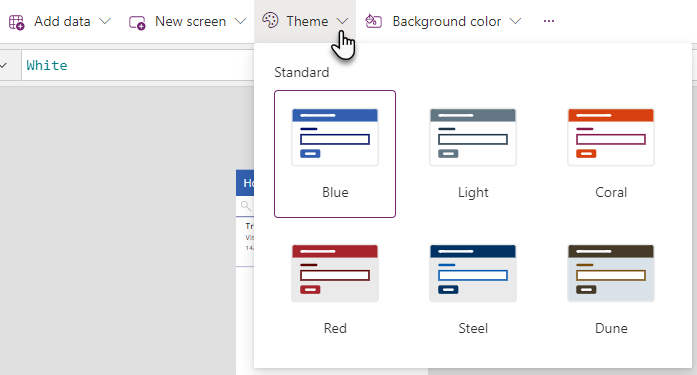 Add data New screen Theme Background color ...
White
Standard
Blue Light Coral
Red Steel Dune